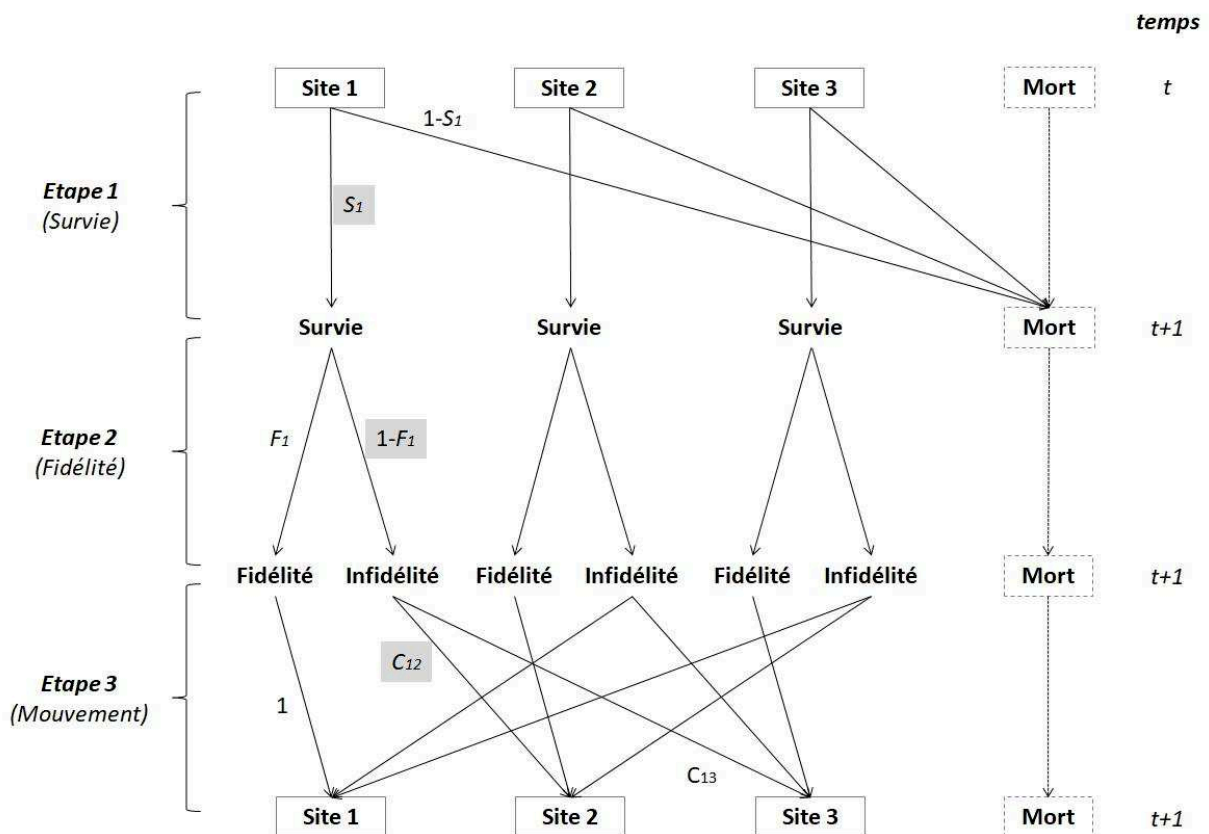 temps
Site 1 Site 2 Site 3 Mort t
1-S1
Etape 1
(Survie)
S1
Survie Survie Survie Mort t+1
Etape 2
(Fidélité)
F1 1-F1
Fidélité Infidélité Fidélité Infidélité Fidélité Infidélité Mort t+1
C12
Etape 3
(Mouvement)
1
C13
Site 1 Site 2 Site 3 Mort t+1